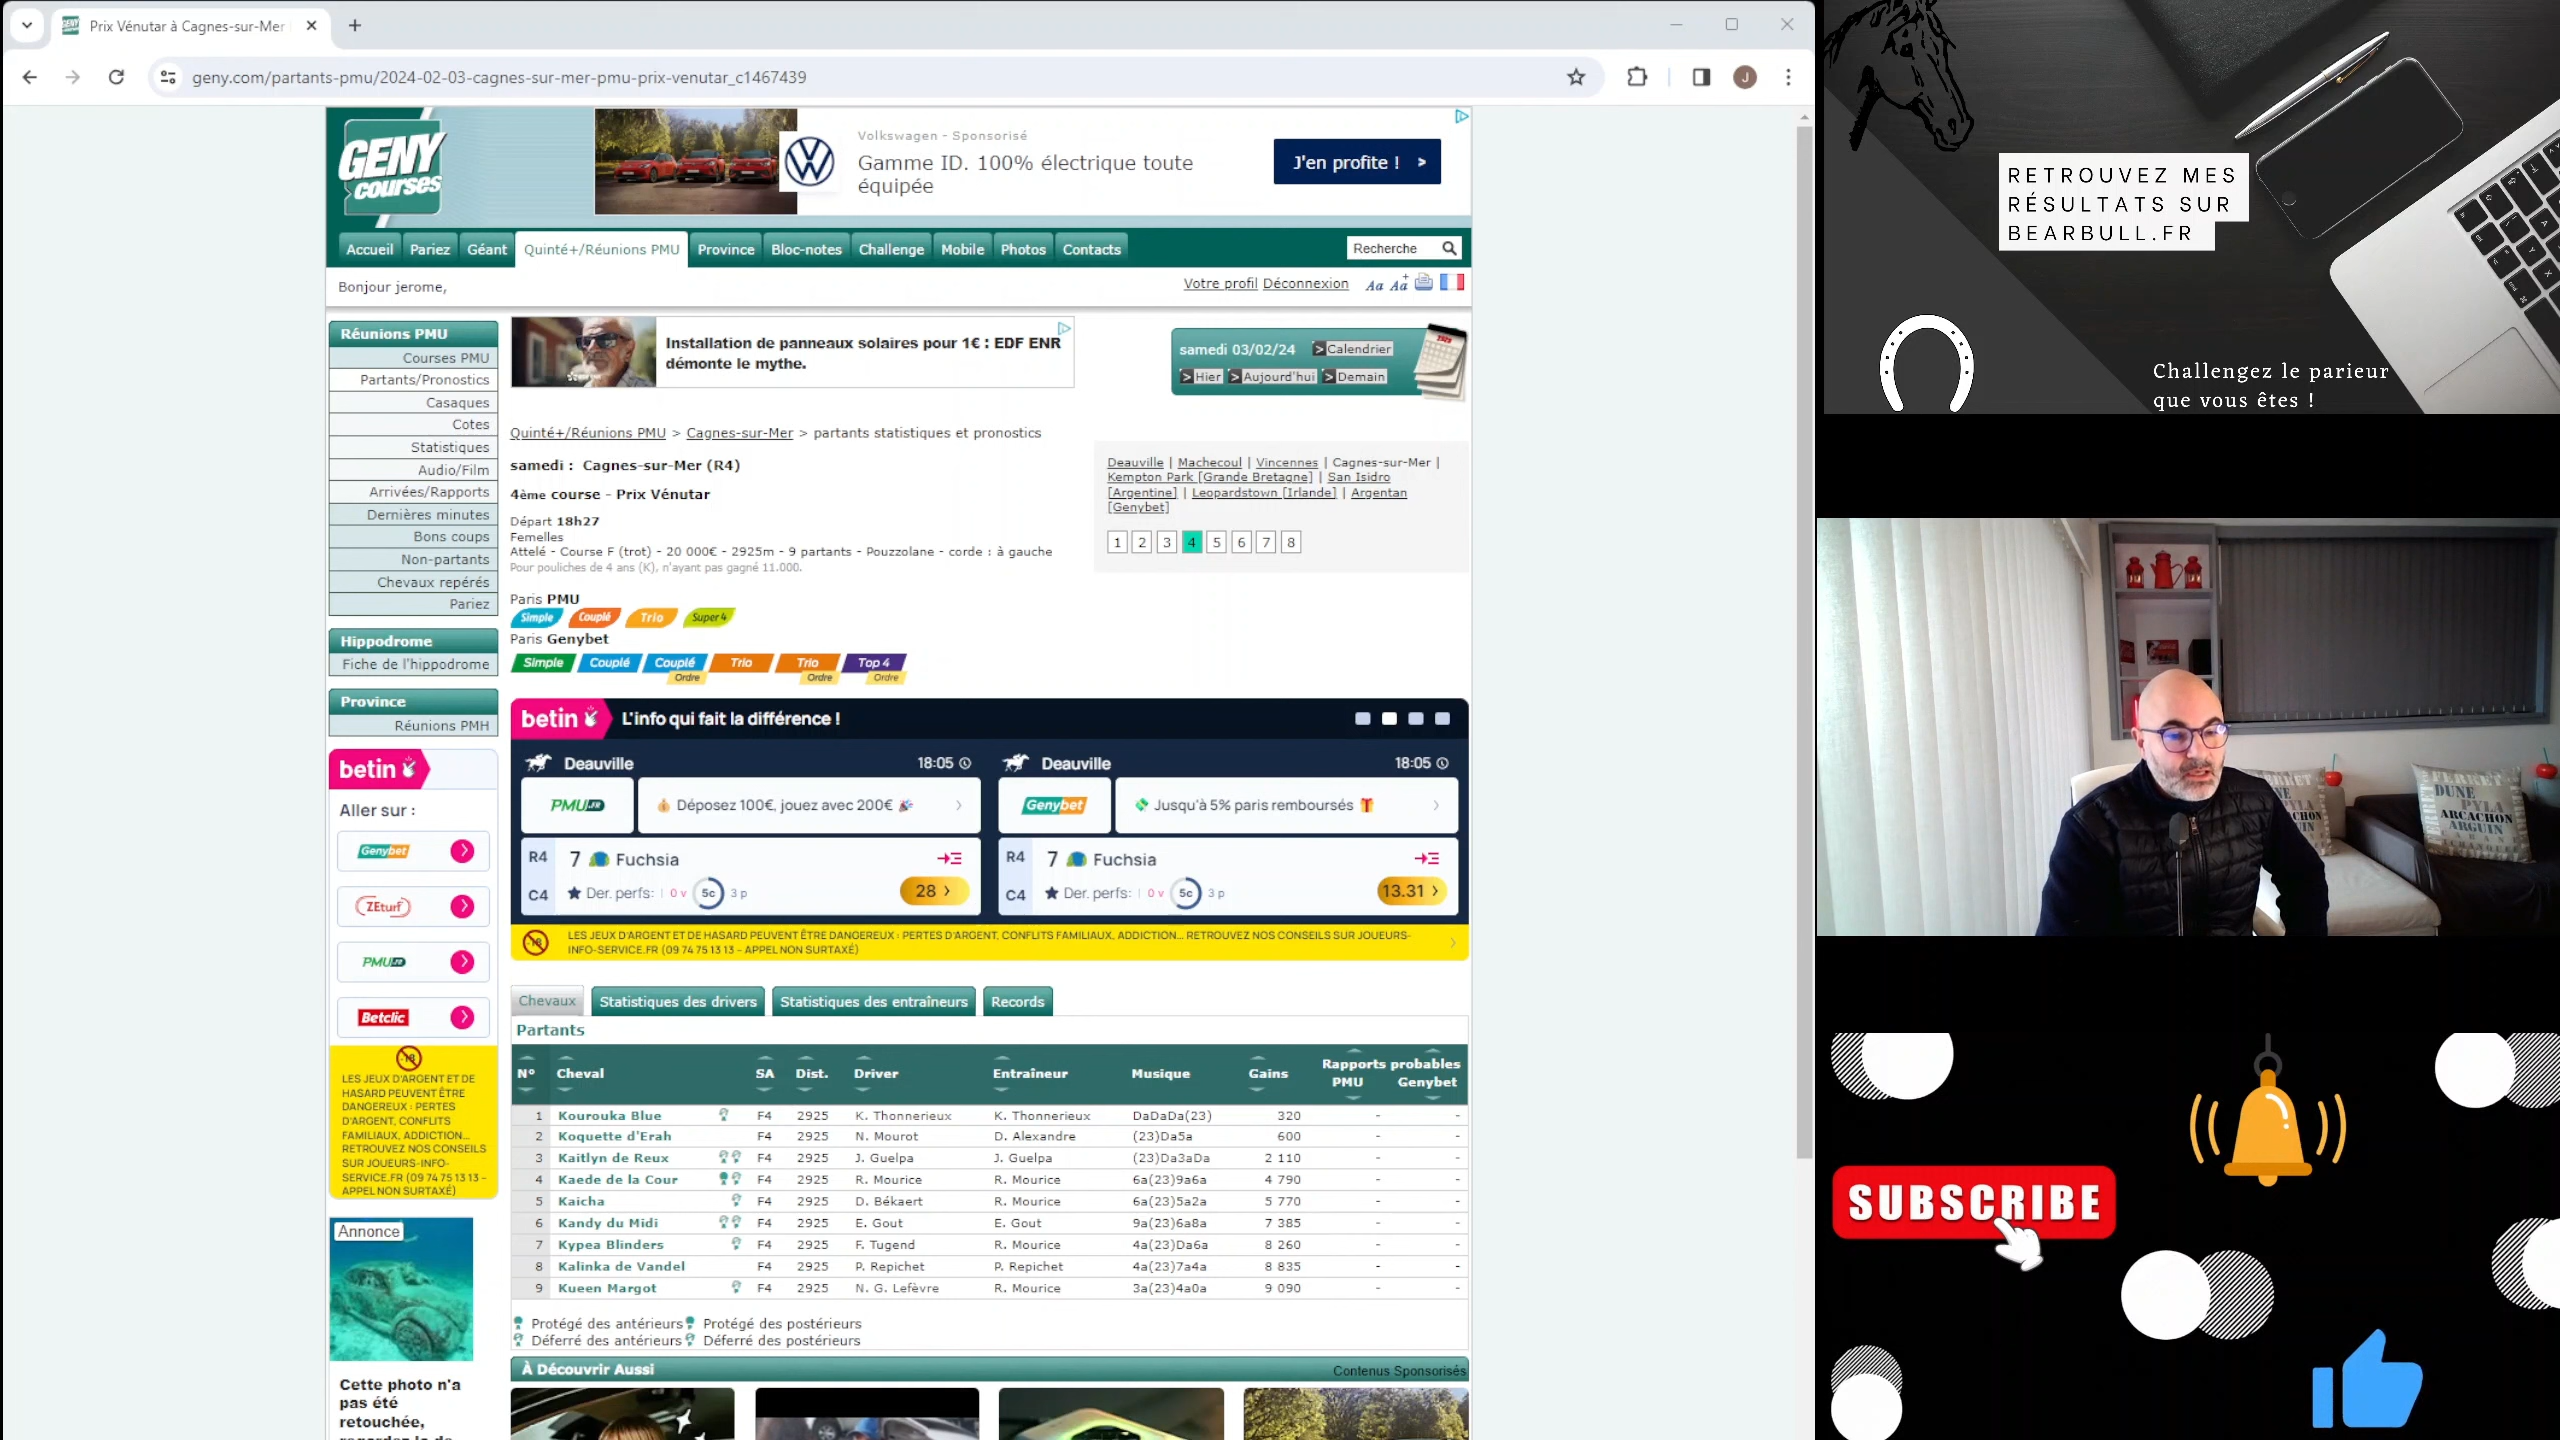 Prix Vénutar à Cagnes-sur-Mer
geny.com/partants-pmu/2024-02-03-cagnes-sur-mer-pmu-prix-venutar_c1467439
J
GENY
courses
Volkswagen - Sponsorisé
Gamme ID. 100% électrique toute
équipée
J'en profite ! >
Accueil Pariez Géant Quinté+/Réunions PMU Province Bloc-notes Challenge Mobile Photos Contacts
Recherche
Bonjour jerome,
Votre profil Déconnexion Aa Aa+
Réunions PMU
Courses PMU
Partants/Pronostics
Casaques
Cotes
Statistiques
Audio/Film
Arrivées/Rapports
Dernières minutes
Bons coups
Non-partants
Chevaux repérés
Pariez
Hippodrome
Fiche de l'hippodrome
Province
Réunions PMH
betin
Aller sur :
Genybet
ZEturf
PMU.FR
Betclic
-18
LES JEUX D'ARGENT ET DE
HASARD PEUVENT ÊTRE
DANGEREUX : PERTES
D'ARGENT, CONFLITS
FAMILIAUX, ADDICTION...
RETROUVEZ NOS CONSEILS
SUR JOUEURS-INFO-
SERVICE.FR (09 74 75 13 13 -
APPEL NON SURTAXÉ)
Annonce
Cette photo n'a
pas été
retouchée,
Installation de panneaux solaires pour 1€ : EDF ENR
démonte le mythe.
samedi 03/02/24 >Calendrier
>Hier >Aujourd'hui >Demain
Quinté+/Réunions PMU > Cagnes-sur-Mer > partants statistiques et pronostics
samedi : Cagnes-sur-Mer (R4)
4ème course - Prix Vénutar
Départ 18h27
Femelles
Attelé - Course F (trot) - 20 000€ - 2925m - 9 partants - Pouzzolane - corde : à gauche
Pour pouliches de 4 ans (K), n'ayant pas gagné 11.000.
Deauville | Machecoul | Vincennes | Cagnes-sur-Mer |
Kempton Park [Grande Bretagne] | San Isidro
[Argentine] | Leopardstown [Irlande] | Argentan
[Genybet]
1 2 3 4 5 6 7 8
Paris PMU
Simple Couplé Trio Super 4
Paris Genybet
Simple Couplé Couplé Trio Trio Top 4
Ordre Ordre Ordre
betin L'info qui fait la différence !
Deauville 18:05 Deauville 18:05
PMU.FR Déposez 100€, jouez avec 200€ Genybet Jusqu'à 5% paris remboursés
R4 7 Fuchsia R4 7 Fuchsia
C4 Der. perfs: | 0 v 5c 3 p 28 > C4 Der. perfs: | 0 v 5c 3 p 13.31 >
-18 LES JEUX D'ARGENT ET DE HASARD PEUVENT ÊTRE DANGEREUX : PERTES D'ARGENT, CONFLITS FAMILIAUX, ADDICTION... RETROUVEZ NOS CONSEILS SUR JOUEURS-
INFO-SERVICE.FR (09 74 75 13 13 - APPEL NON SURTAXÉ)
Chevaux Statistiques des drivers Statistiques des entraîneurs Records
Partants
N° Cheval SA Dist. Driver Entraîneur Musique Gains Rapports probables
PMU Genybet
1 Kourouka Blue F4 2925 K. Thonnerieux K. Thonnerieux DaDaDa(23) 320 - -
2 Koquette d'Erah F4 2925 N. Mourot D. Alexandre (23)Da5a 600 - -
3 Kaitlyn de Reux F4 2925 J. Guelpa J. Guelpa (23)Da3aDa 2 110 - -
4 Kaede de la Cour F4 2925 R. Mourice R. Mourice 6a(23)9a6a 4 790 - -
5 Kaicha F4 2925 D. Békaert R. Mourice 6a(23)5a2a 5 770 - -
6 Kandy du Midi F4 2925 E. Gout E. Gout 9a(23)6a8a 7 385 - -
7 Kypea Blinders F4 2925 F. Tugend R. Mourice 4a(23)Da6a 8 260 - -
8 Kalinka de Vandel F4 2925 P. Repichet P. Repichet 4a(23)7a4a 8 835 - -
9 Kueen Margot F4 2925 N. G. Lefèvre R. Mourice 3a(23)4a0a 9 090 - -
Protégé des antérieurs Protégé des postérieurs
Déferré des antérieurs Déferré des postérieurs
À Découvrir Aussi Contenus Sponsorisés
RETROUVEZ MES
RÉSULTATS SUR
BEARBULL.FR
Challengez le parieur
que vous êtes !
DUNE
PYLA
ARCACHON
ARGUIN
SUBSCRIBE